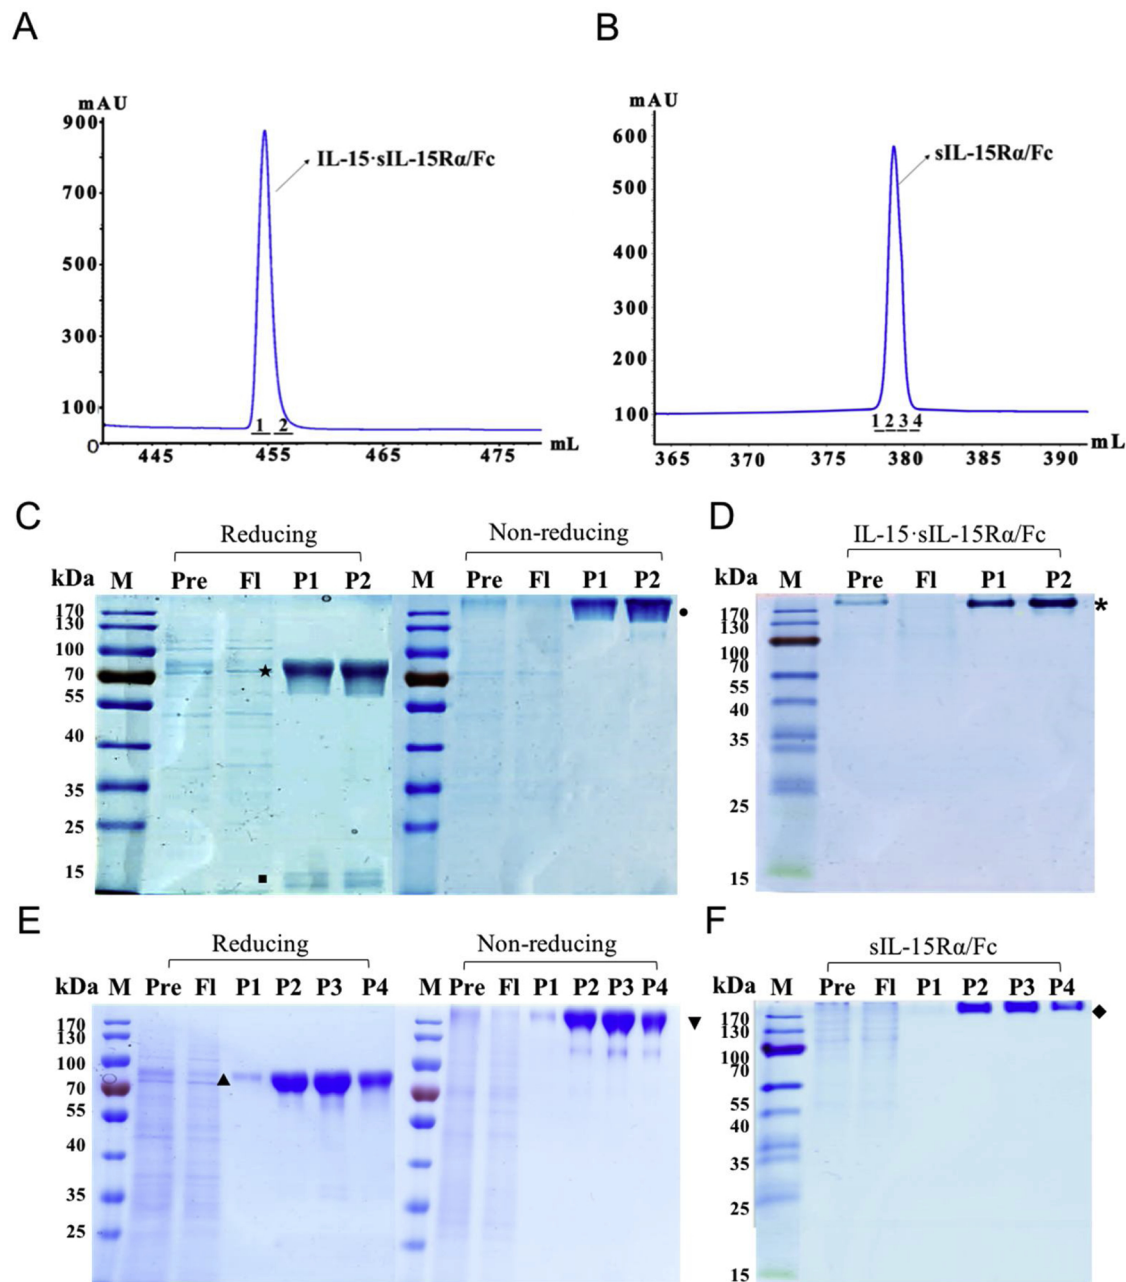 A
mAU
900
700
500
300
100
O
IL-15·sIL-15Rα/Fc
1 2
445 455 465 475 mL
B
mAU
600
500
400
300
200
100
sIL-15Rα/Fc
1 2 3 4
365 370 375 380 385 390 mL
C
Reducing Non-reducing
kDa M Pre Fl P1 P2 M Pre Fl P1 P2
170
130
100
70
55
40
35
25
15
D
IL-15·sIL-15Rα/Fc
kDa M Pre Fl P1 P2
170
130
100
70
55
40
35
25
15
*
E
Reducing Non-reducing
kDa M Pre Fl P1 P2 P3 P4 M Pre Fl P1 P2 P3 P4
170
130
100
70
55
40
35
25
F
sIL-15Rα/Fc
kDa M Pre Fl P1 P2 P3 P4
170
130
100
70
55
40
35
25
15